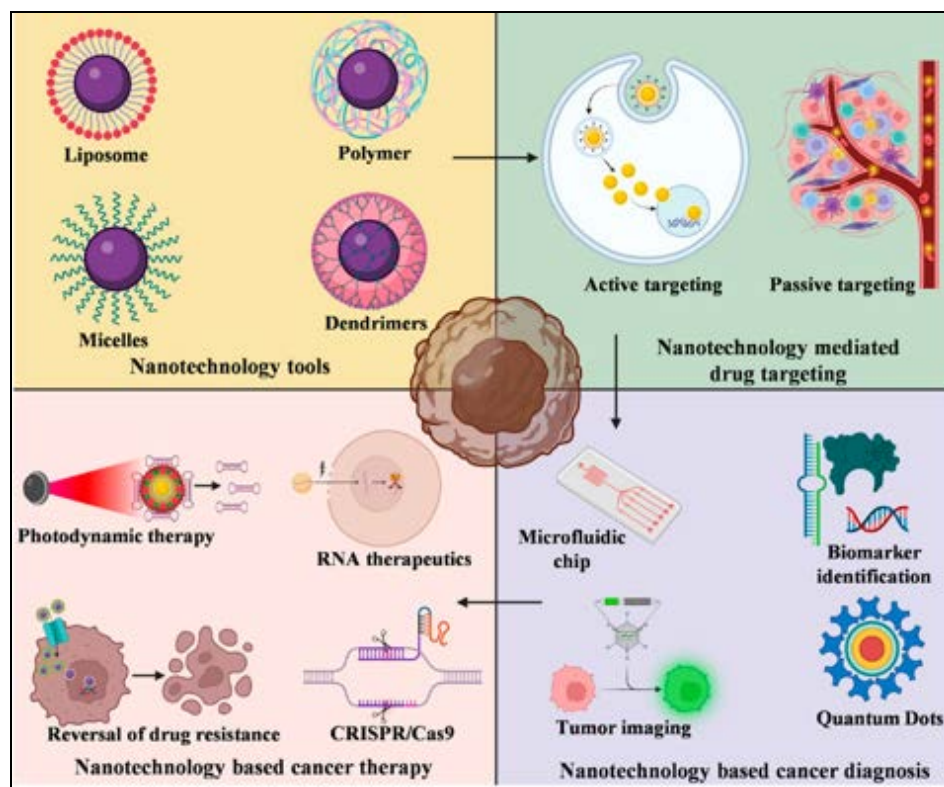 Liposome
Polymer
Micelles
Dendrimers
Nanotechnology tools
Active targeting
Passive targeting
Nanotechnology mediated
drug targeting
Photodynamic therapy
RNA therapeutics
Reversal of drug resistance
CRISPR/Cas9
Nanotechnology based cancer therapy
Microfluidic
chip
Biomarker
identification
Tumor imaging
Quantum Dots
Nanotechnology based cancer diagnosis